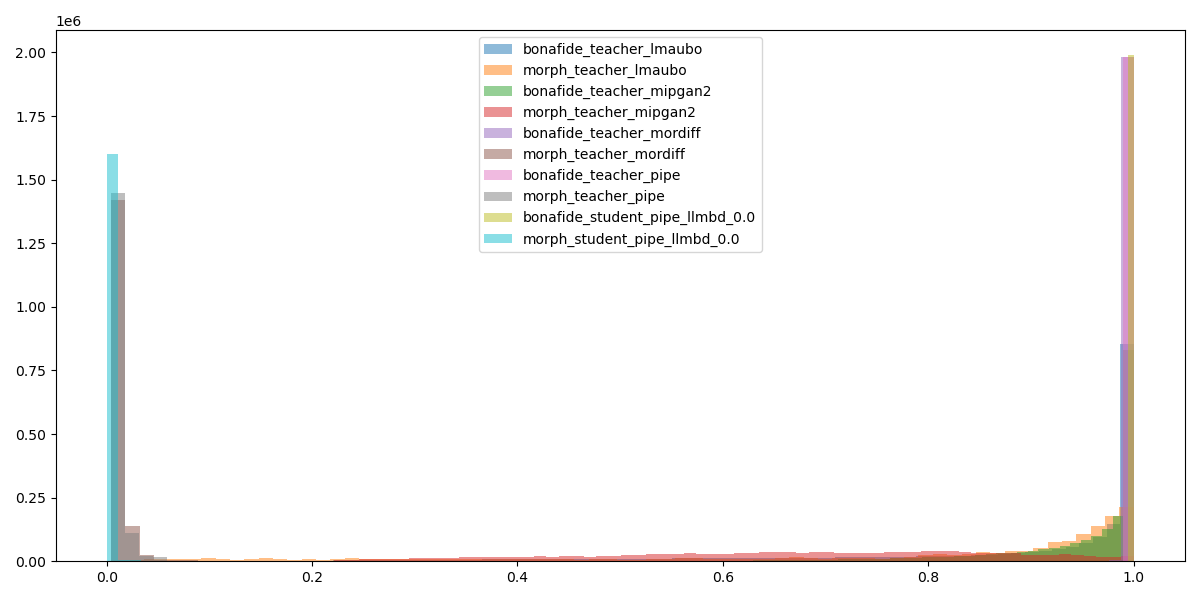 1e6
2.00
1.75
1.50
1.25
1.00
0.75
0.50
0.25
0.00
bonafide_teacher_lmaubo
morph_teacher_lmaubo
bonafide_teacher_mipgan2
morph_teacher_mipgan2
bonafide_teacher_mordiff
morph_teacher_mordiff
bonafide_teacher_pipe
morph_teacher_pipe
bonafide_student_pipe_llmbd_0.0
morph_student_pipe_llmbd_0.0
0.0 0.2 0.4 0.6 0.8 1.0